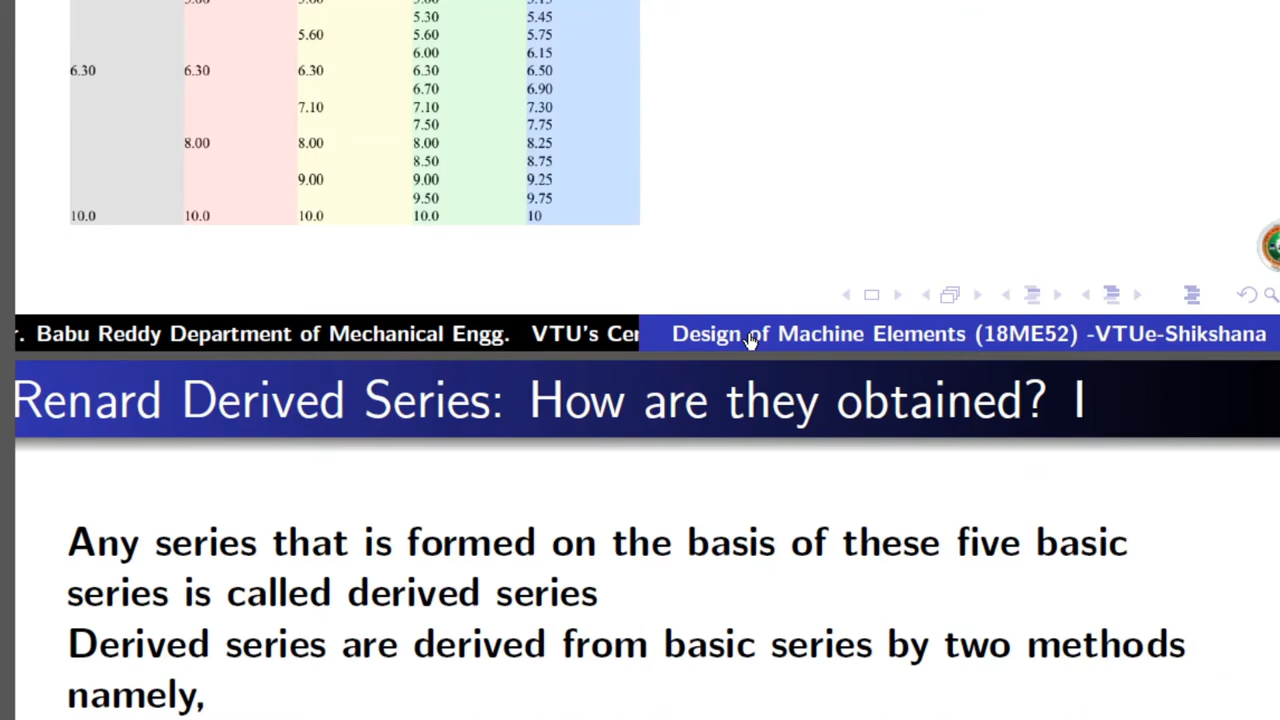 5.30 5.45
5.60 5.60 5.75
6.00 6.15
6.30 6.30 6.30 6.30 6.50
6.70 6.90
7.10 7.10 7.30
7.50 7.75
8.00 8.00 8.00 8.25
8.50 8.75
9.00 9.00 9.25
9.50 9.75
10.0 10.0 10.0 10.0 10
r. Babu Reddy Department of Mechanical Engg. VTU's Cen Design of Machine Elements (18ME52) -VTUe-Shikshana
Renard Derived Series: How are they obtained? I
Any series that is formed on the basis of these five basic
series is called derived series
Derived series are derived from basic series by two methods
namely,